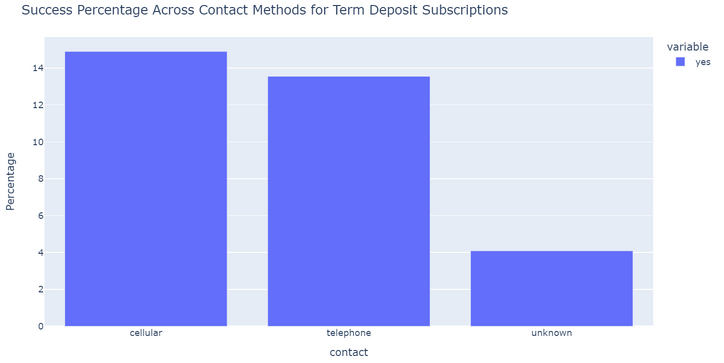 Success Percentage Across Contact Methods for Term Deposit Subscriptions
variable
yes
Percentage
14
12
10
8
6
4
2
0
cellular telephone unknown
contact